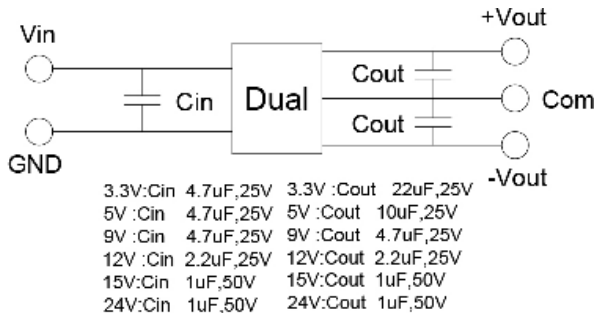 +Vout
Vin
Cout
Cin
Dual
Com
Cout
GND
-Vout
3.3V:Cin 4.7uF,25V 3.3V :Cout 22uF,25V
5V :Cin 4.7uF,25V 5V :Cout 10uF,25V
9V :Cin 4.7uF,25V 9V :Cout 4.7uF,25V
12V :Cin 2.2uF,25V 12V:Cout 2.2uF,25V
15V:Cin 1uF,50V 15V:Cout 1uF,50V
24V:Cin 1uF,50V 24V:Cout 1uF,50V